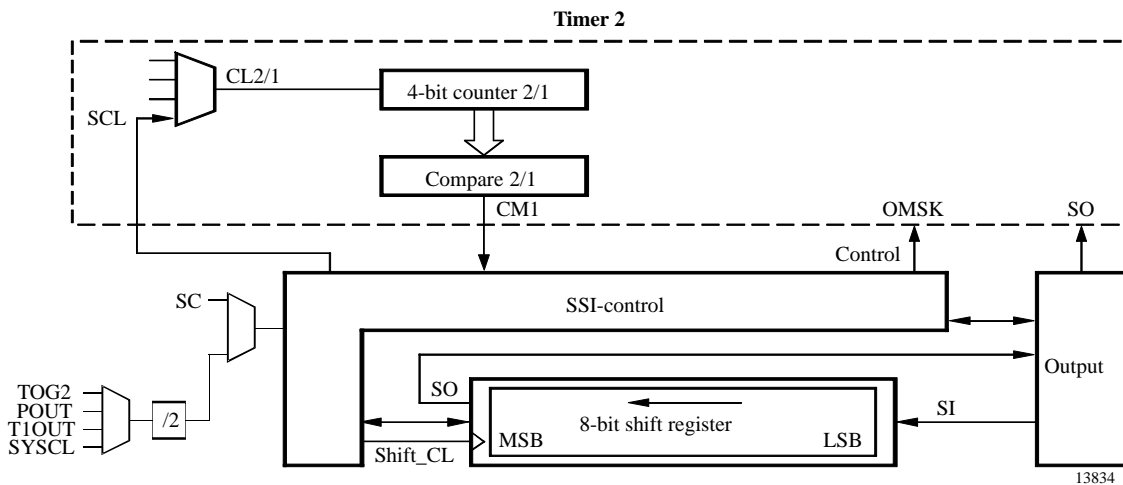 Timer 2
CL2/1
4-bit counter 2/1
SCL
Compare 2/1
CM1
OMSK
SO
Control
SC
SSI-control
TOG2
POUT
T1OUT
SYSCL
/2
Output
SO
SI
8-bit shift register
MSB
LSB
Shift_CL
13834